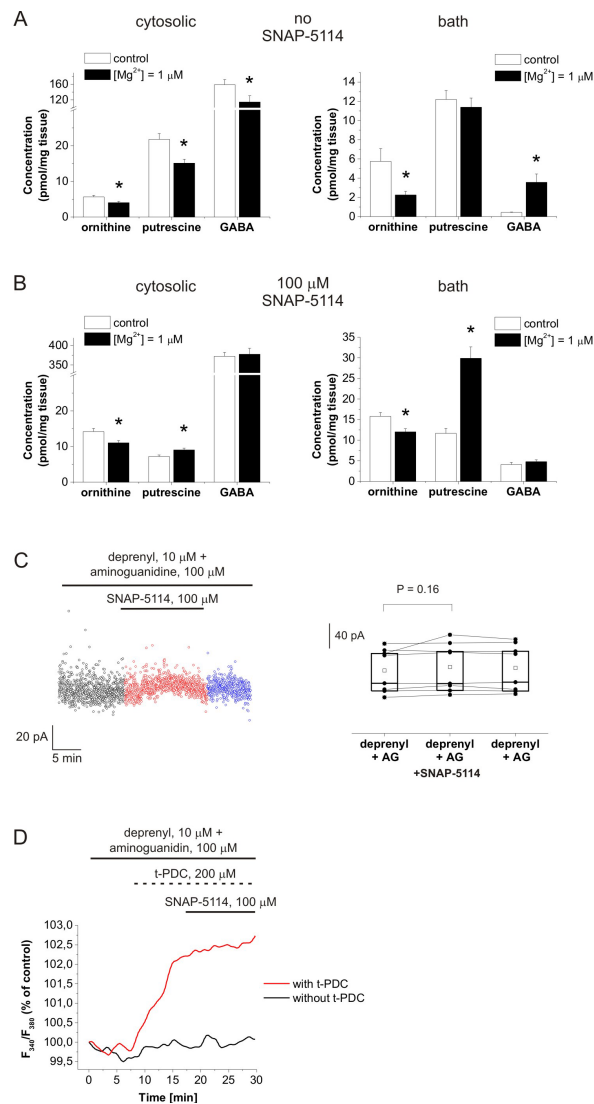 A
cytosolic
no
SNAP-5114
bath
control
[Mg2+] = 1 μM
160
120
20
10
0
Concentration
(pmol/mg tissue)
*
*
*
ornithine
putrescine
GABA
control
[Mg2+] = 1 μM
14
12
10
8
6
4
2
0
Concentration
(pmol/mg tissue)
*
*
ornithine
putrescine
GABA
B
cytosolic
100 μM
SNAP-5114
bath
control
[Mg2+] = 1 μM
400
375
350
20
10
0
Concentration
(pmol/mg tissue)
*
*
ornithine
putrescine
GABA
control
[Mg2+] = 1 μM
35
30
25
20
15
10
5
0
Concentration
(pmol/mg tissue)
*
*
ornithine
putrescine
GABA
C
deprenyl, 10 μM +
aminoguanidine, 100 μM
SNAP-5114, 100 μM
20 pA
5 min
P = 0.16
40 pA
deprenyl
+ AG
deprenyl
+ AG
+SNAP-5114
deprenyl
+ AG
D
deprenyl, 10 μM +
aminoguanidin, 100 μM
t-PDC, 200 μM
SNAP-5114, 100 μM
103,0
102,5
102,0
101,5
101,0
100,5
100,0
99,5
F340/F380 (% of control)
with t-PDC
without t-PDC
0 5 10 15 20 25 30
Time [min]